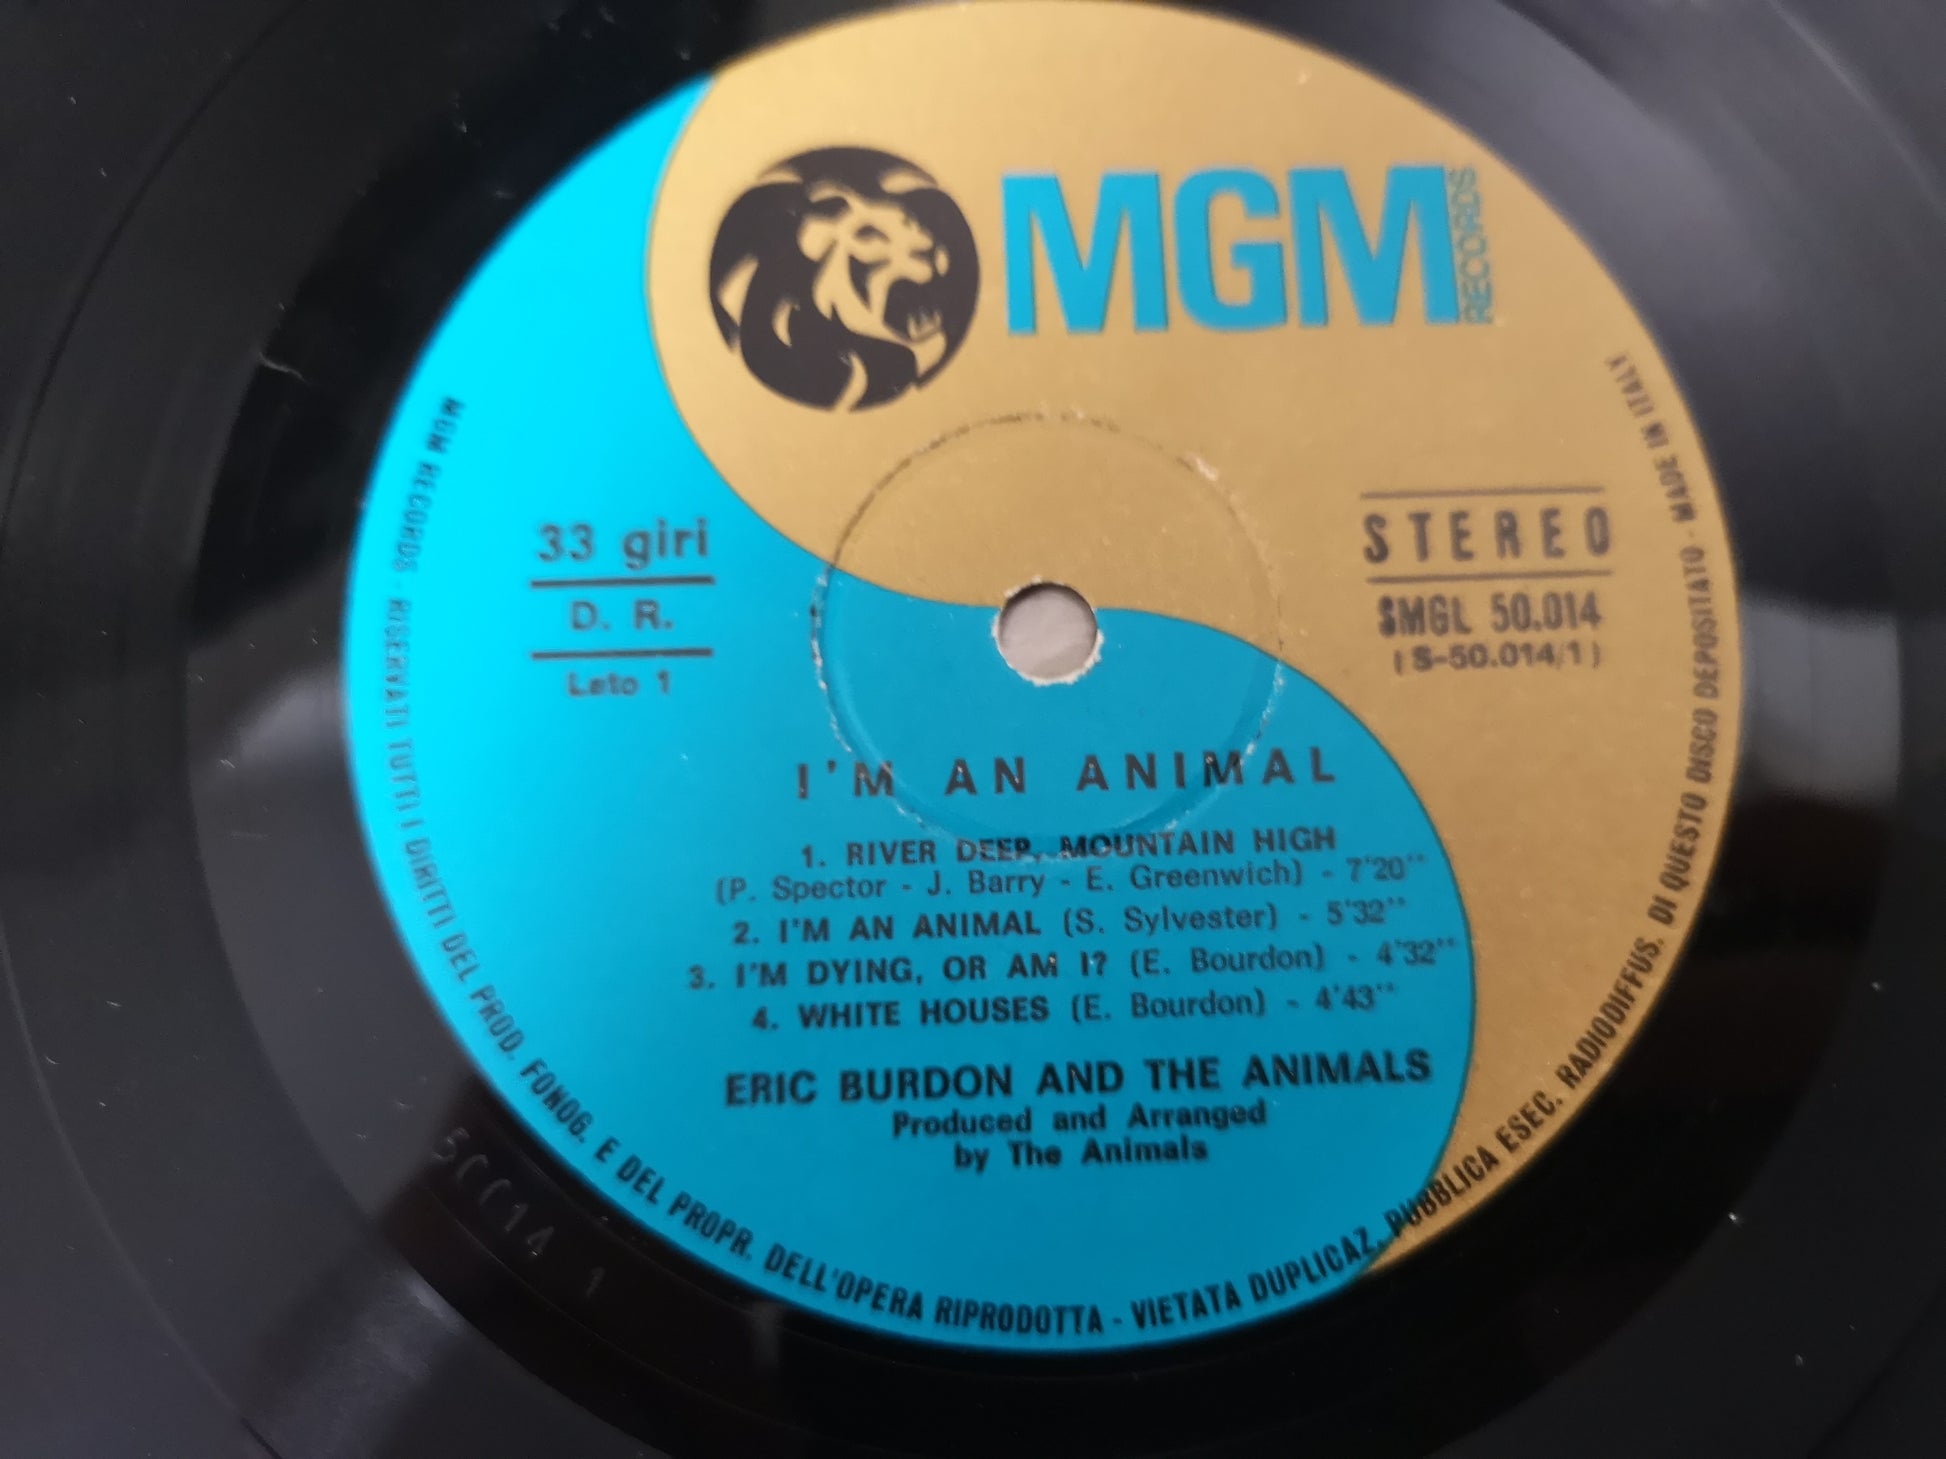 MGM
RECORDS
33 giri
D. R.
Lato 1
STEREO
SMGL 50.014
(S-50.014/1)
I'M AN ANIMAL
1. RIVER DEEP, MOUNTAIN HIGH
(P. Spector - J. Barry - E. Greenwich) - 7'20''
2. I'M AN ANIMAL (S. Sylvester) - 5'32''
3. I'M DYING, OR AM I? (E. Bourdon) - 4'32''
4. WHITE HOUSES (E. Bourdon) - 4'43''
ERIC BURDON AND THE ANIMALS
Produced and Arranged
by The Animals
MGM RECORDS - RISERVATI TUTTI I DIRITTI DEL PROD. FONOG. E DEL PROPR. DELL'OPERA RIPRODOTTA - VIETATA DUPLICAZ. PUBBLICA ESEC. RADIODIFFUS. DI QUESTO DISCO DEPOSITATO - MADE IN ITALLY
50014 1